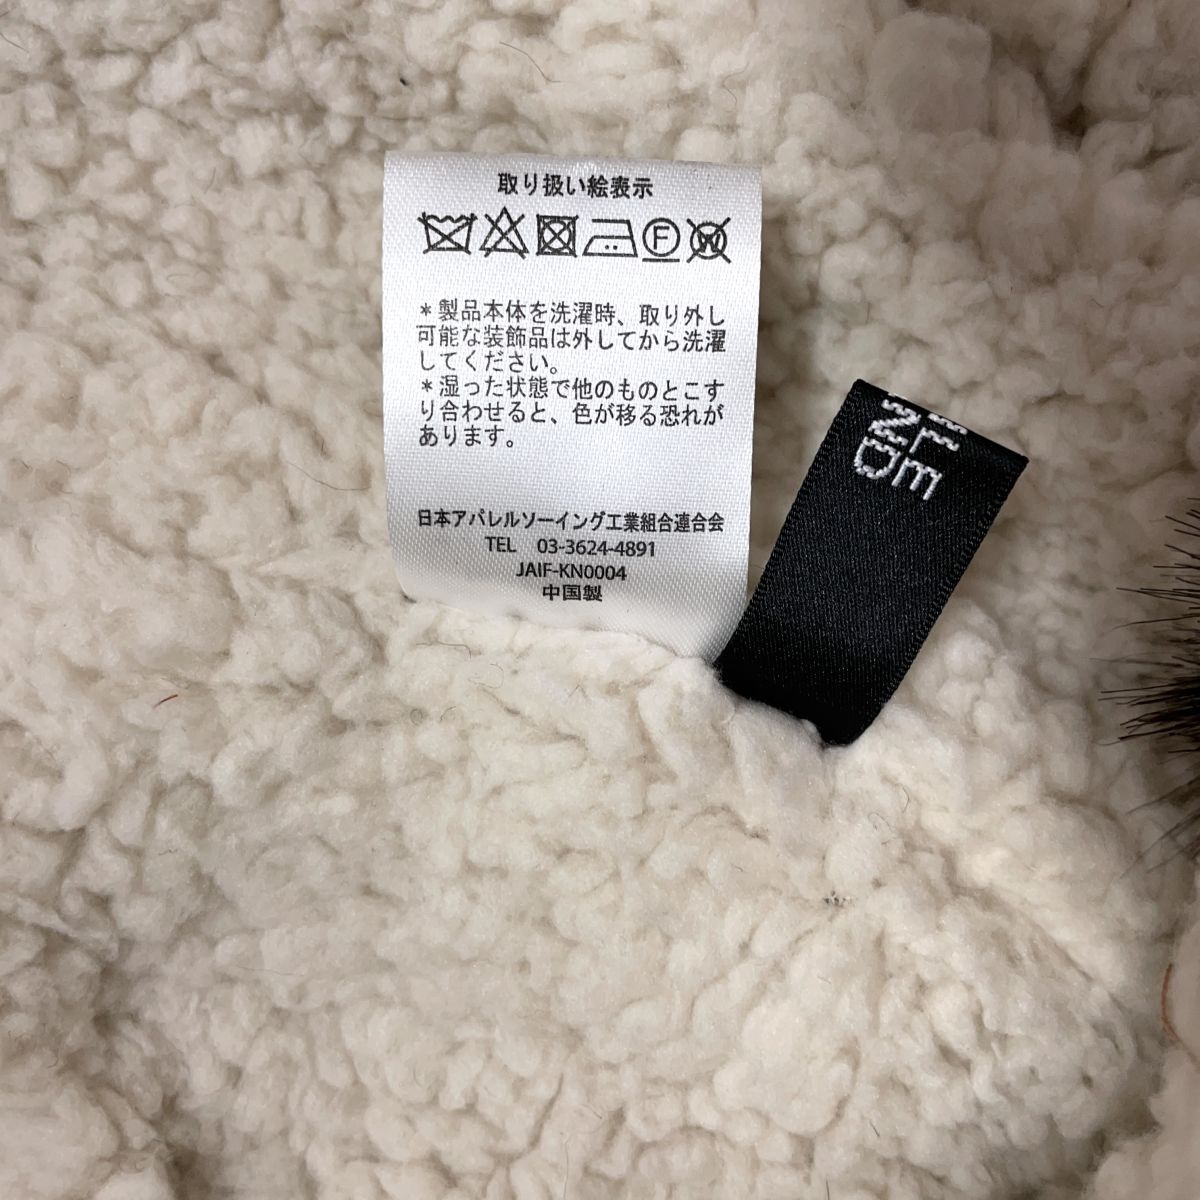 取り扱い絵表示
F W
＊製品本体を洗濯時、取り外し
可能な装飾品は外してから洗濯
してください。
＊湿った状態で他のものとこす
り合わせると、色が移る恐れが
あります。
日本アパレルソーイング工業組合連合会
TEL 03-3624-4891
JAIF-KN0004
中国製